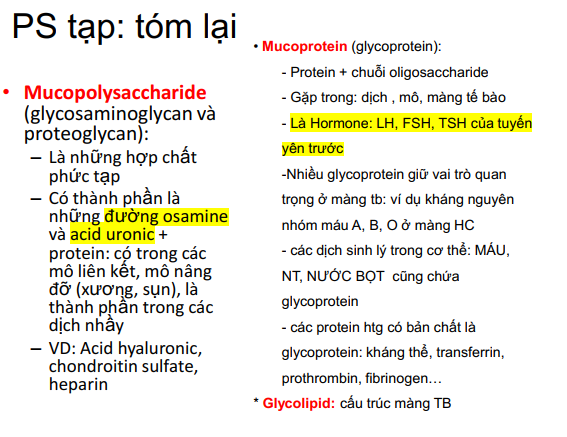 PS tạp: tóm lại
• Mucopolysaccharide
(glycosaminoglycan và
proteoglycan):
– Là những hợp chất
phức tạp
– Có thành phần là
những đường osamine
và acid uronic +
protein: có trong các
mô liên kết, mô nâng
đỡ (xương, sụn), là
thành phần trong các
dịch nhầy
– VD: Acid hyaluronic,
chondroitin sulfate,
heparin
• Mucoprotein (glycoprotein):
- Protein + chuỗi oligosaccharide
- Gặp trong: dịch , mô, màng tế bào
- Là Hormone: LH, FSH, TSH của tuyến
yên trước
-Nhiều glycoprotein giữ vai trò quan
trọng ở màng tb: ví dụ kháng nguyên
nhóm máu A, B, O ở màng HC
- các dịch sinh lý trong cơ thể: MÁU,
NT, NƯỚC BỌT cũng chứa
glycoprotein
- các protein htg có bản chất là
glycoprotein: kháng thể, transferrin,
prothrombin, fibrinogen…
* Glycolipid: cấu trúc màng TB